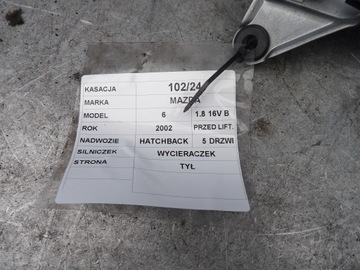 KASACJA 102/24
MARKA MAZDA
MODEL 6 1.8 16V B
ROK 2002 PRZED LIFT.
NADWOZIE HATCHBACK 5 DRZWI
SILNICZEK WYCIERACZEK
STRONA TYŁ